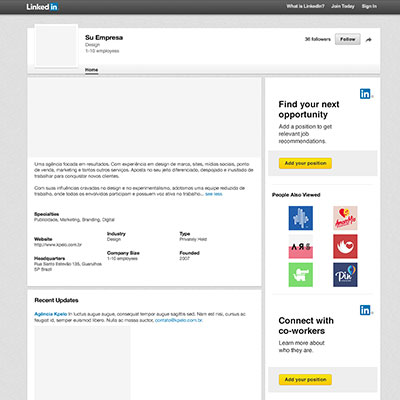 Linked in
What is LinkedIn? Join Today Sign In
Su Empresa
Design
1-10 employees
36 followers Follow
Home
Find your next
opportunity
Add a position to get
relevant job
recommendations.
Add your position
Uma agência focada em resultados. Com experiência em design de marca, sites, mídias sociais, ponto
de venda, marketing e tantos outros serviços. Aposta no seu jeito diferenciado, despojado e inusitado de
trabalhar para conquistar novos clientes.
Com suas influências cravadas no design e no experimentalismo, adotamos uma equipe reduzida de
trabalho, onde todos os envolvidos participam e possuem voz ativa no trabalho... see less
Specialties
Publicidade, Marketing, Branding, Digital
Website
http://www.kpelo.com.br
Industry
Design
Type
Privately Held
Headquarters
Rua Santo Estevão 185, Guarulhos
SP Brazil
Company Size
1-10 employees
Founded
2007
People Also Viewed
Recent Updates
Agência Kpelo In luctus augue augue, consequat tempor augue sagittis sed. Nam est nisi, cursus ac
feugiat id, semper euismod libero. Nulla ac massa auctor, contato@kpelo.com.br.
in
Connect with
co-workers
Learn more about
who they are.
Add your position